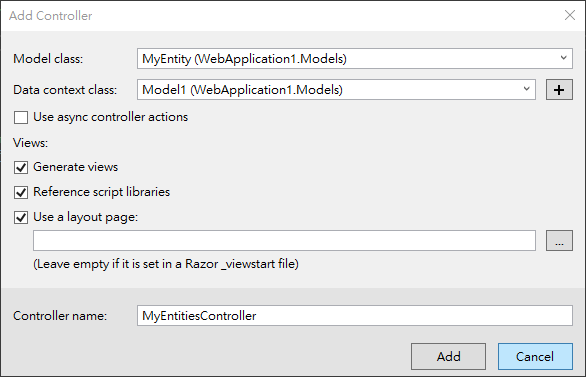 Add Controller
Model class: MyEntity (WebApplication1.Models)
Data context class: Model1 (WebApplication1.Models) +
Use async controller actions
Views:
Generate views
Reference script libraries
Use a layout page:
...
(Leave empty if it is set in a Razor _viewstart file)
Controller name: MyEntitiesController
Add Cancel